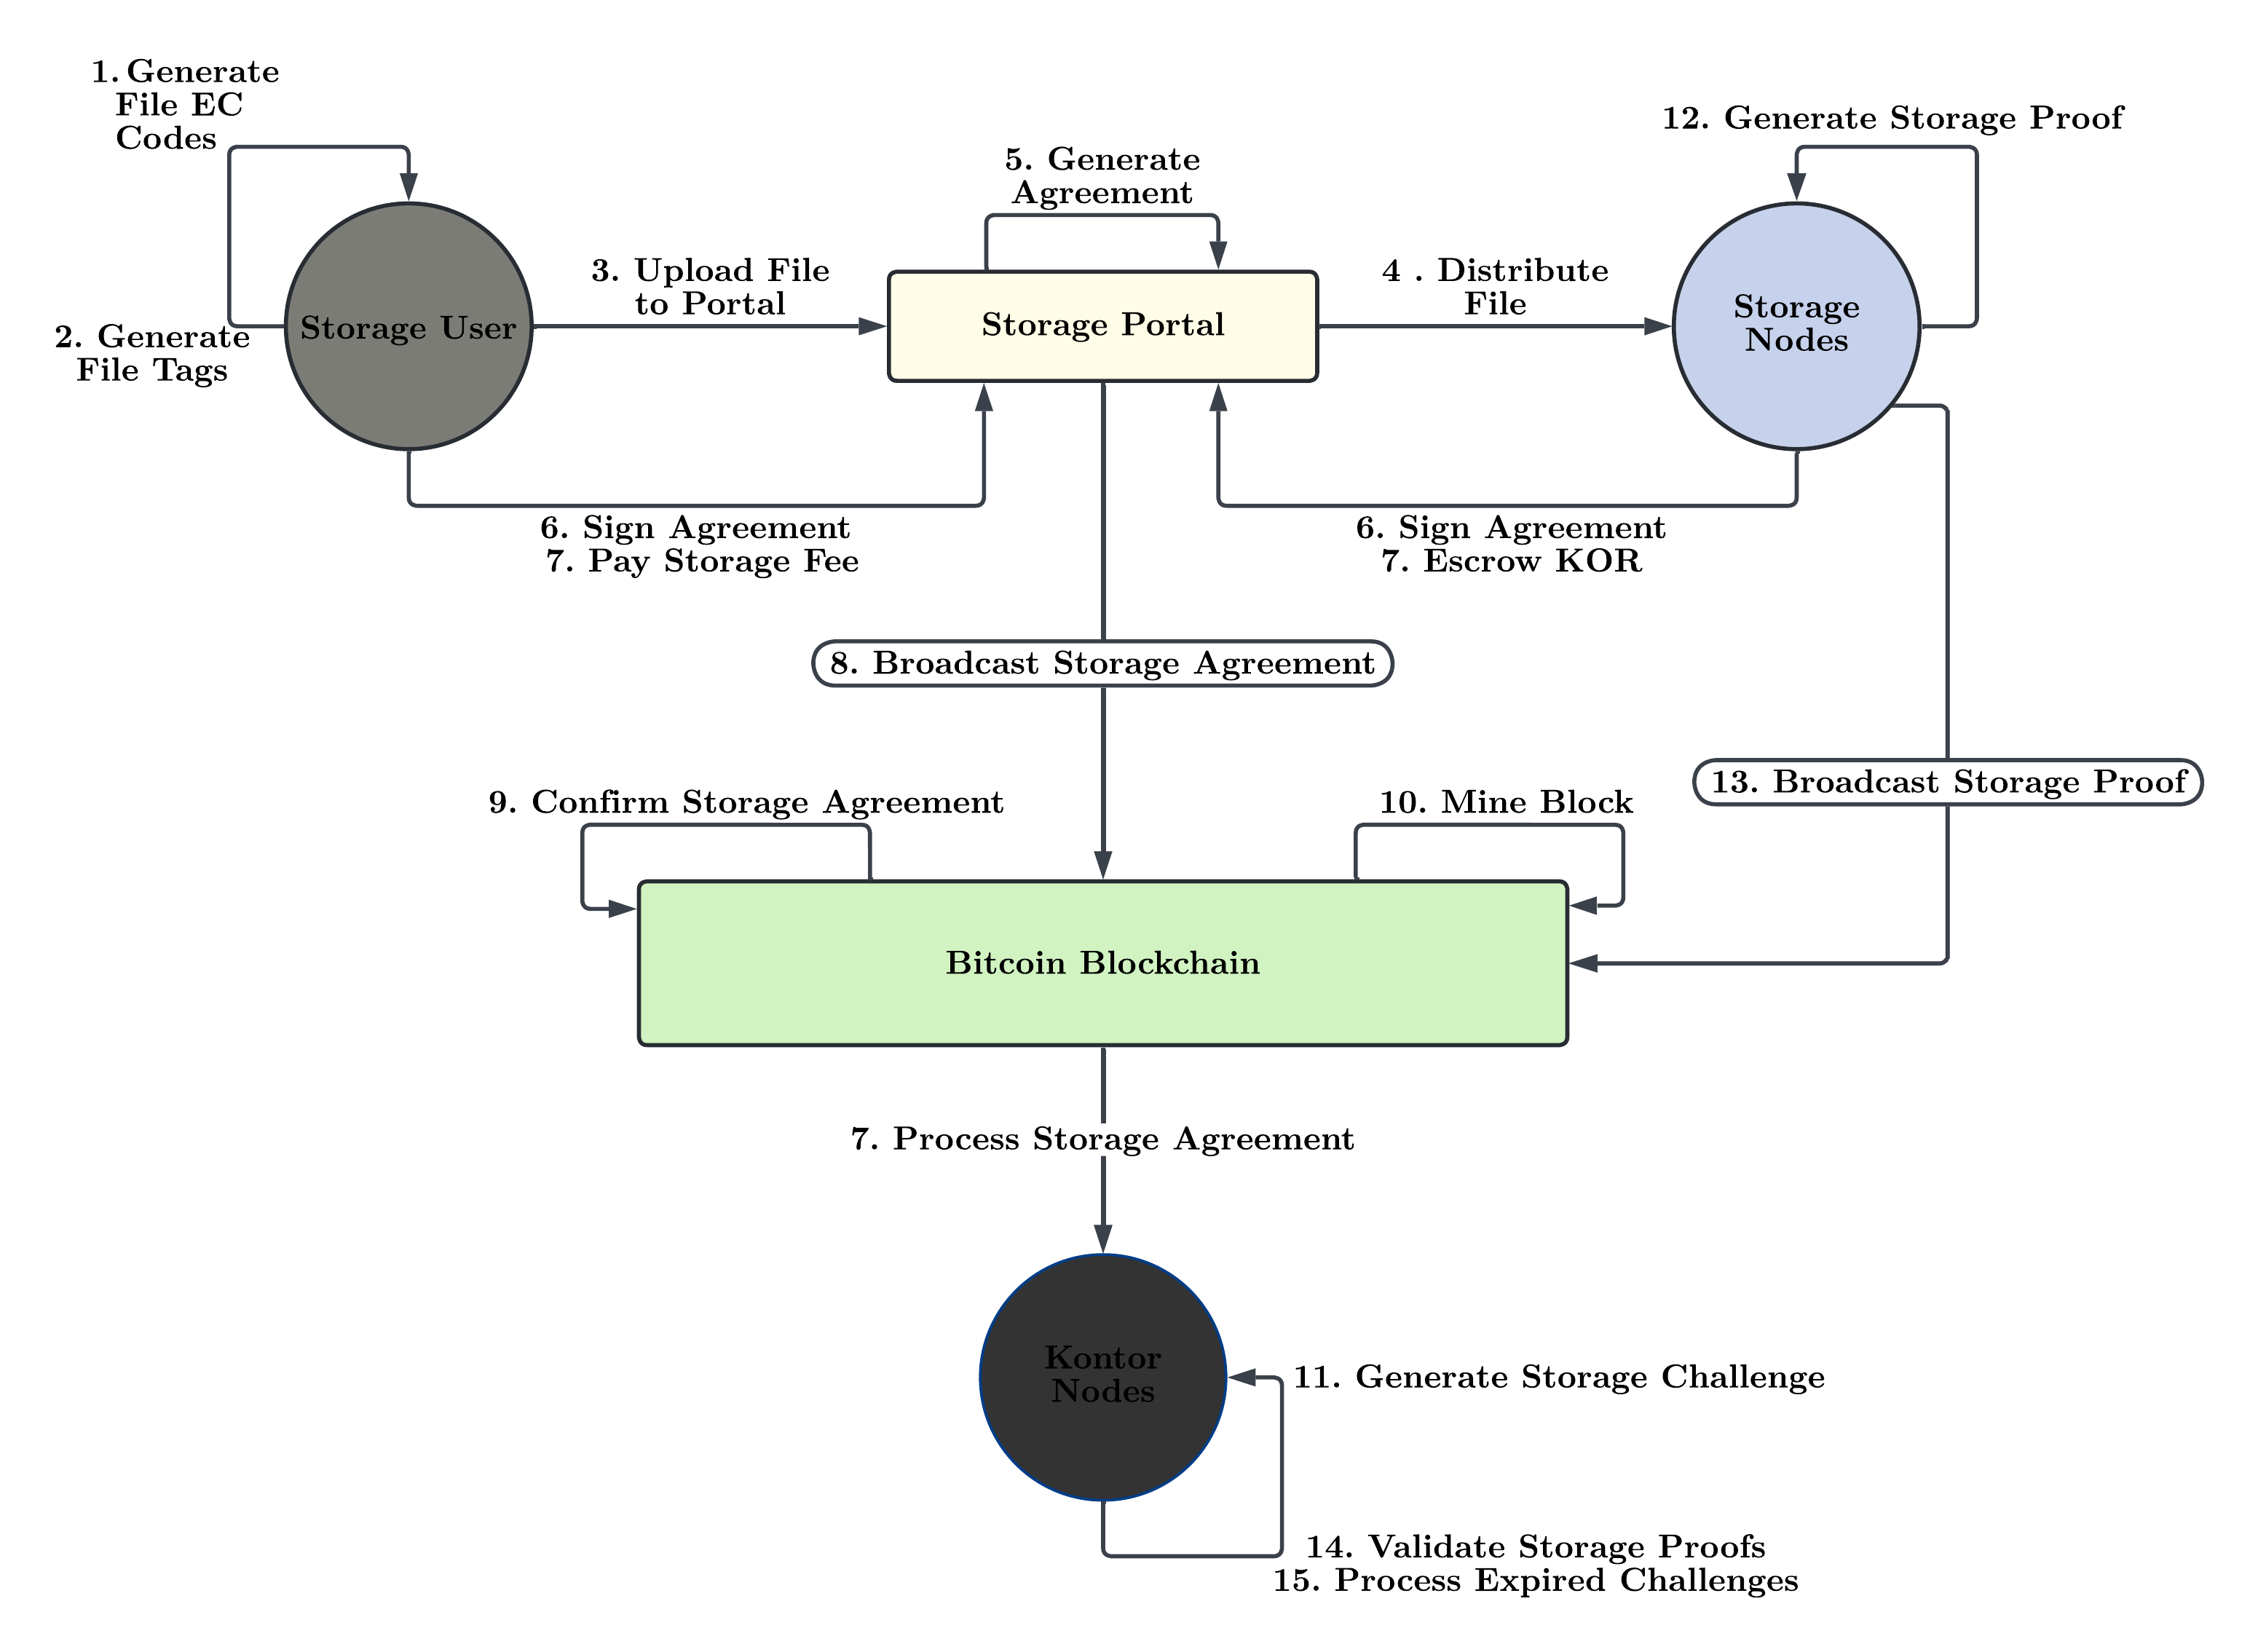 1. Generate
File EC
Codes
12. Generate Storage Proof
5. Generate
Agreement
3. Upload File
to Portal
4 . Distribute
File
Storage User
Storage Portal
Storage
Nodes
2. Generate
File Tags
6. Sign Agreement
7. Pay Storage Fee
6. Sign Agreement
7. Escrow KOR
8. Broadcast Storage Agreement
13. Broadcast Storage Proof
9. Confirm Storage Agreement
10. Mine Block
Bitcoin Blockchain
7. Process Storage Agreement
Kontor
Nodes
11. Generate Storage Challenge
14. Validate Storage Proofs
15. Process Expired Challenges